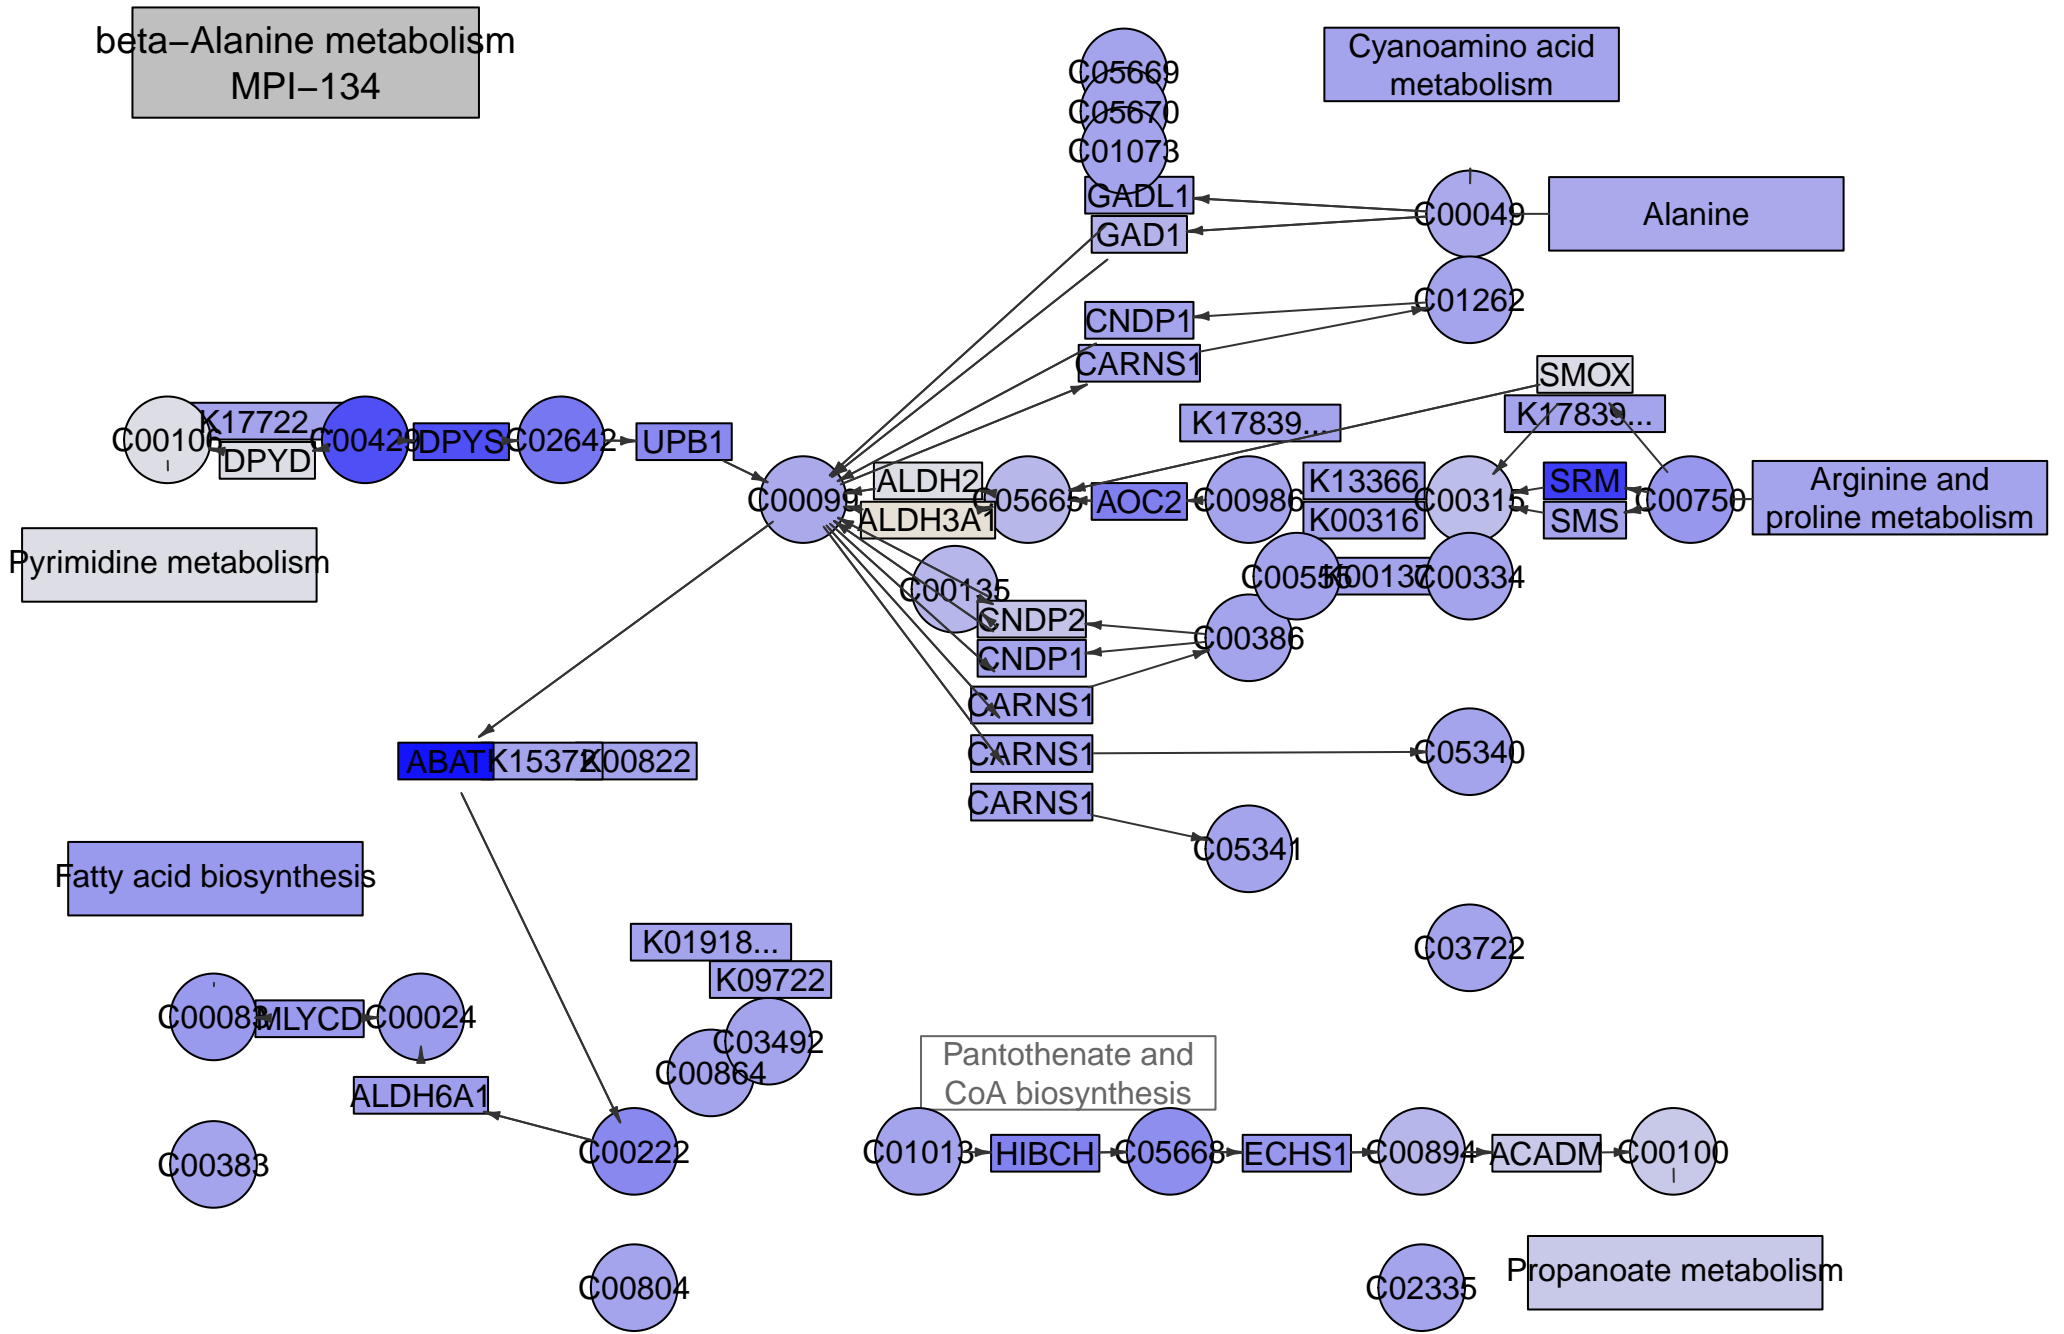 beta−Alanine metabolism
MPI−134
C05669
C05670
C01073
Cyanoamino acid
metabolism
GADL1
GAD1
C00049
Alanine
C01262
CNDP1
CARNS1
SMOX
K17839...
K17839...
C00106
K17722...
DPYD
C00429
DPYS
C02642
UPB1
C00099
ALDH2
ALDH3A1
C05665
AOC2
C00986
K13366
K00316
C00315
SRM
SMS
C00750
Arginine and
proline metabolism
Pyrimidine metabolism
C00135
C00555
K00137
C00334
CNDP2
CNDP1
C00386
CARNS1
CARNS1
CARNS1
C05340
C05341
ABAT
K15372
K00822
Fatty acid biosynthesis
K01918...
K09722
C03722
C00083
MLYCD
C00024
C03492
C00864
ALDH6A1
Pantothenate and
CoA biosynthesis
C00383
C00222
C01013
HIBCH
C05668
ECHS1
C00894
ACADM
C00100
C00804
C02335
Propanoate metabolism